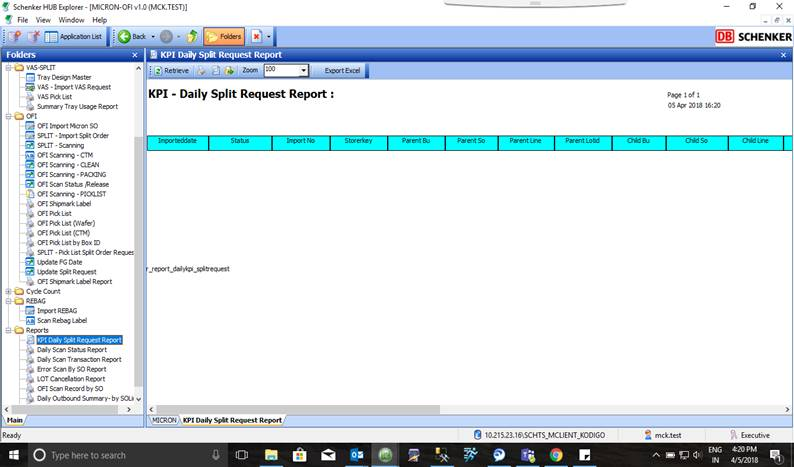 Schenker HUB Explorer - [MICRON-OFI v1.0 (MCK.TEST)]
File View Window Help
Application List Back Folders DB SCHENKER
Folders
KPI Daily Split Request Report
Retrieve Zoom 100 Export Excel
VAS-SPLIT
Tray Design Master
VAS - Import VAS Request
VAS Pick List
Summary Tray Usage Report
OFI
OFI Import Micron SO
SPLIT - Import Split Order
SPLIT - Scanning
OFI Scanning - CTM
OFI Scanning - CLEAN
OFI Scanning - PACKING
OFI Scan Status /Release
OFI Scanning - PICKLIST
OFI Shipmark Label
OFI Pick List
OFI Pick List (Wafer)
OFI Pick List (CTM)
OFI Pick List by Box ID
SPLIT - Pick List Split Order Reques
Update FG Date
Update Split Request
OFI Shipmark Label Report
Cycle Count
REBAG
Import REBAG
Scan Rebag Label
Reports
KPI Daily Split Request Report
Daily Scan Status Report
Daily Scan Transaction Report
Error Scan By SO Report
LOT Cancellation Report
OFI Scan Record by SO
Daily Outbound Summary- by SOLi
Main
KPI - Daily Split Request Report :
Page 1 of 1
05 Apr 2018 16:20
Importeddate Status Import No Storerkey Parent Bu Parent So Parent Line Parent Lotid Child Bu Child So Child Line
r_report_dailykpi_splitrequest
MICRON KPI Daily Split Request Report
Ready 10.215.23.16\SCHTS_MCLIENT_KODIGO mck.test Executive
Type here to search
ENG
IN
4:20 PM
4/5/2018